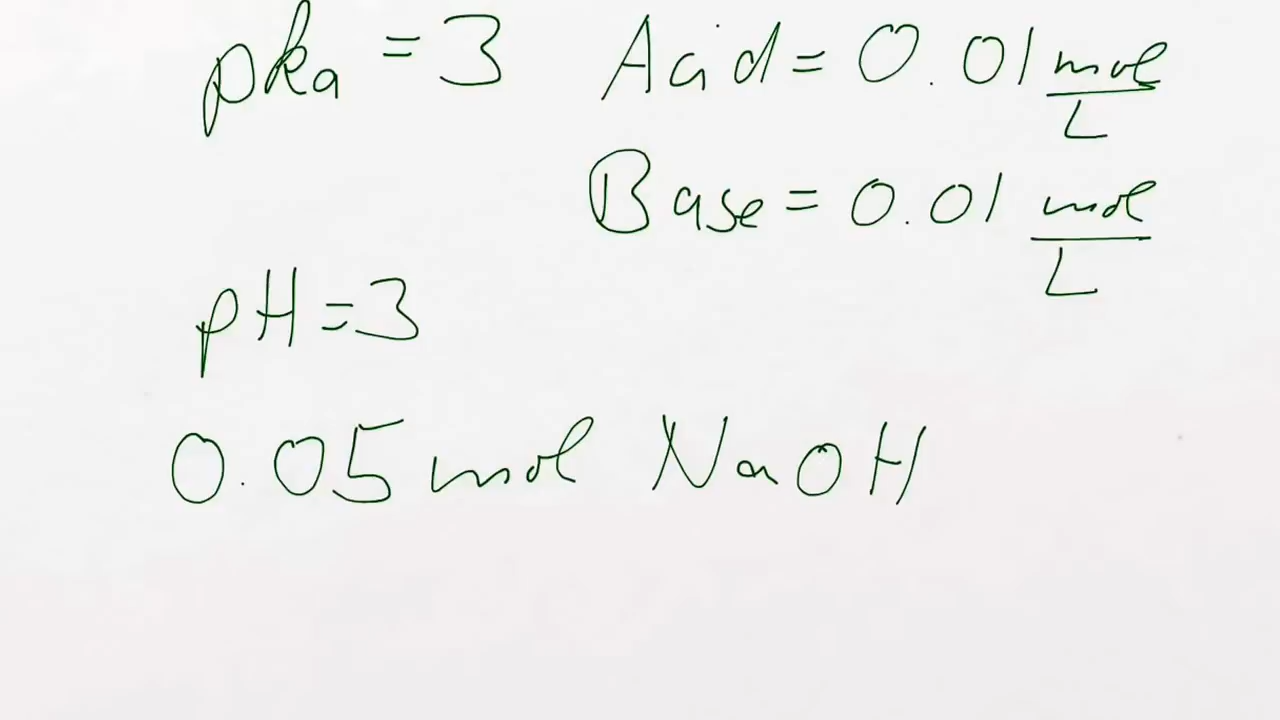 pka = 3 Acid = 0.01 mol/L
Base = 0.01 mol/L
pH = 3
0.05 mol NaOH